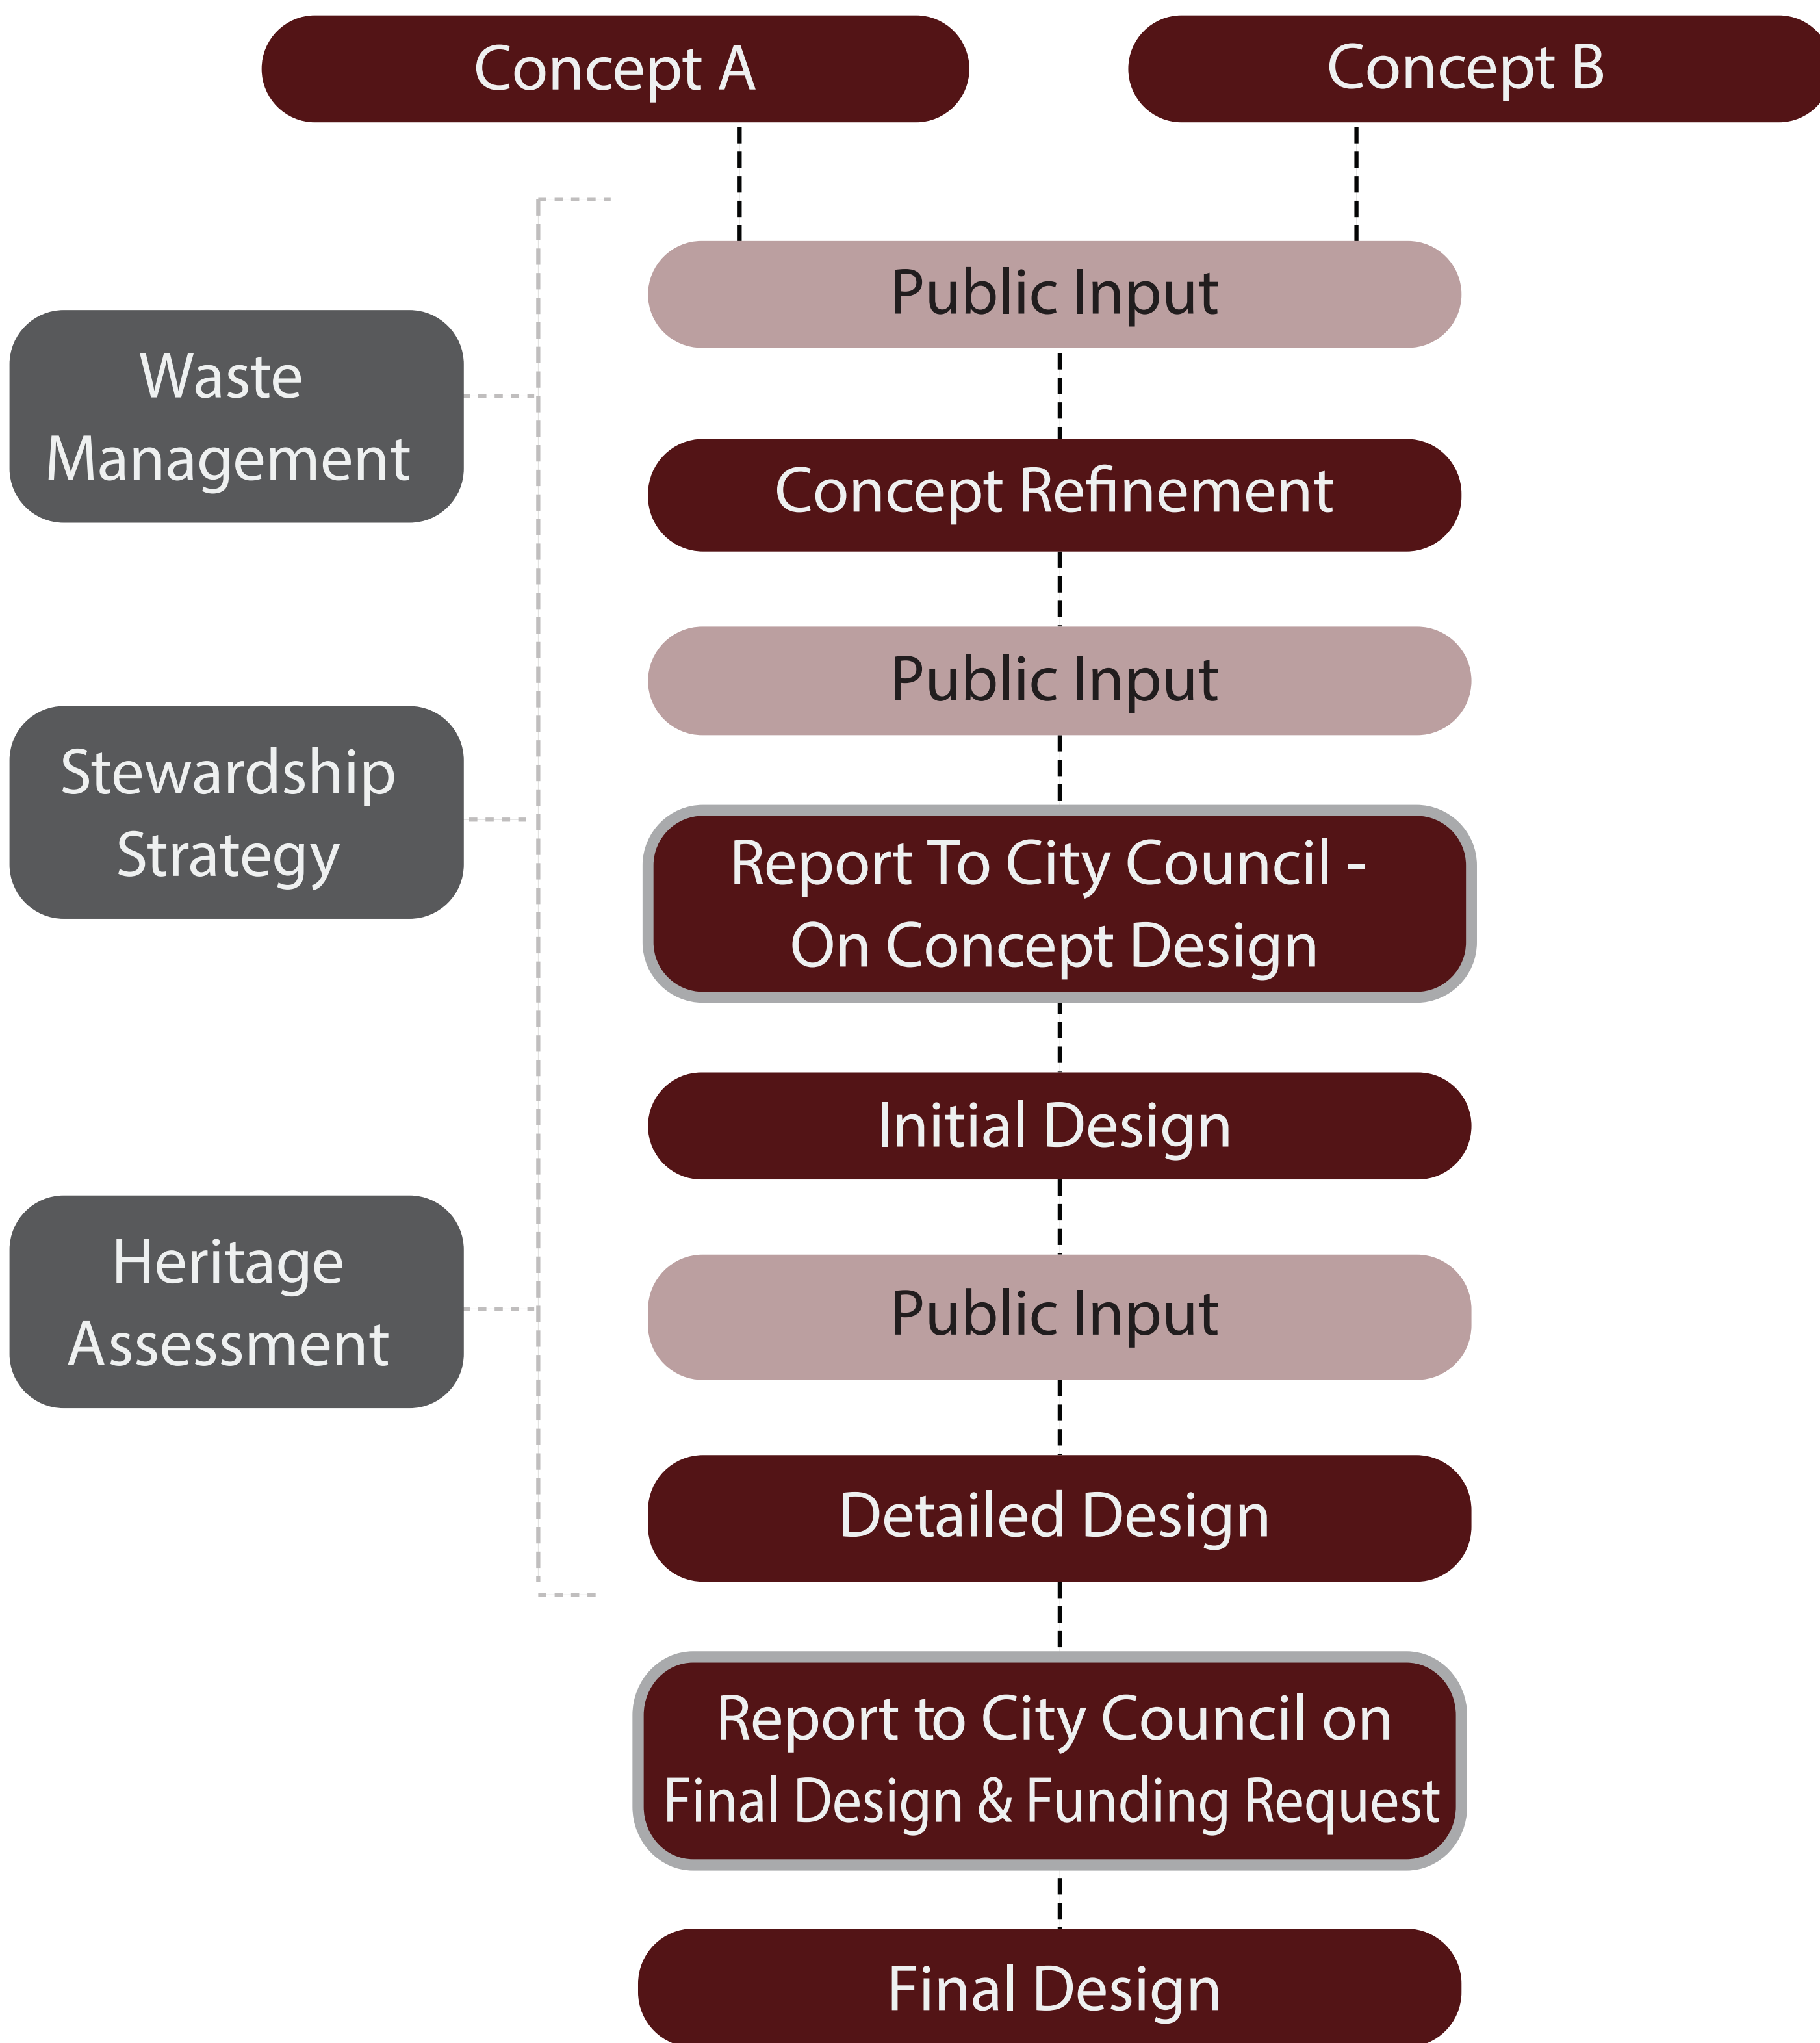 Concept A
Concept B
Public Input
Waste
Management
Concept Refinement
Public Input
Stewardship
Strategy
Report To City Council -
On Concept Design
Initial Design
Heritage
Assessment
Public Input
Detailed Design
Report to City Council on
Final Design & Funding Request
Final Design